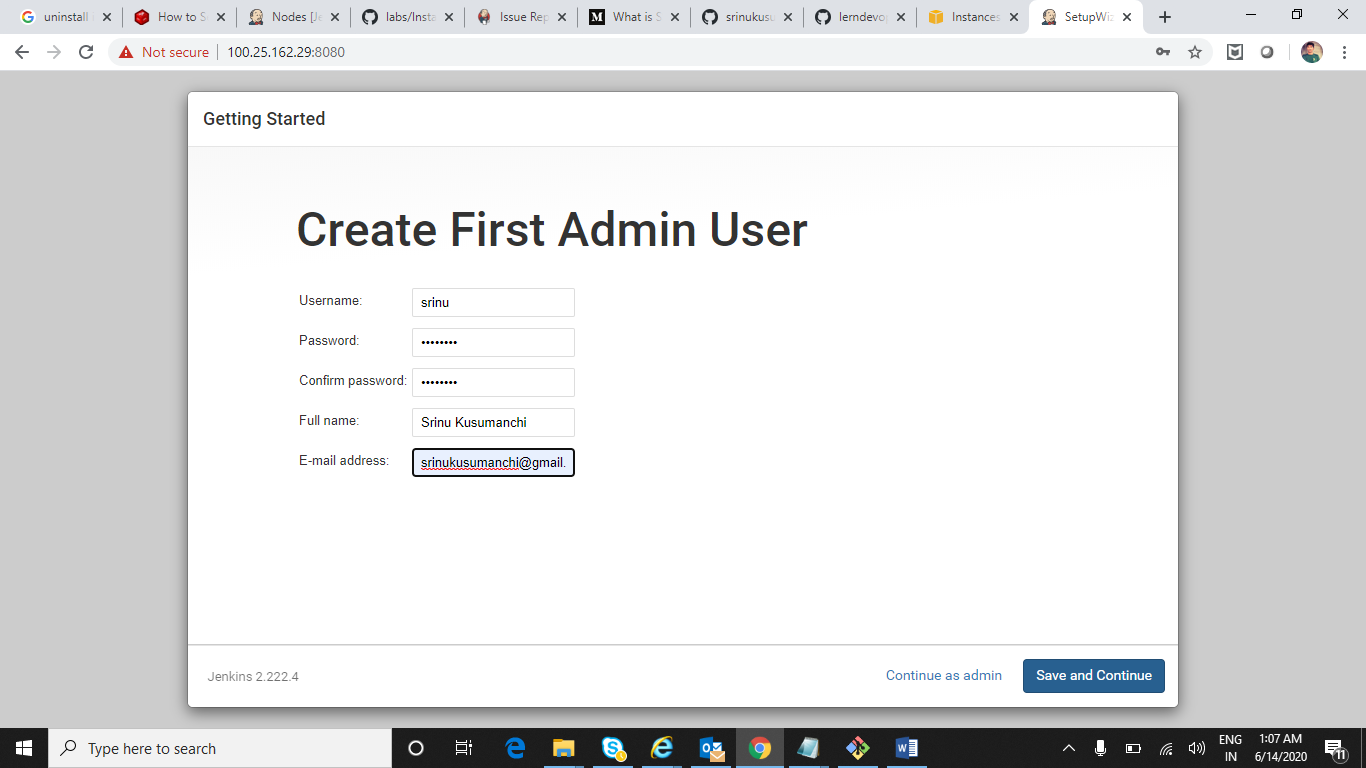 uninstall
How to S
Nodes [Je
labs/Insta
Issue Rep
What is S
srinukusu
lerndevop
Instances
SetupWiz
Not secure
100.25.162.29:8080
Getting Started
Create First Admin User
Username:
srinu
Password:
••••••••
Confirm password:
••••••••
Full name:
Srinu Kusumanchi
E-mail address:
srinukusumanchi@gmail.
Jenkins 2.222.4
Continue as admin
Save and Continue
Type here to search
ENG
IN
1:07 AM
6/14/2020
11